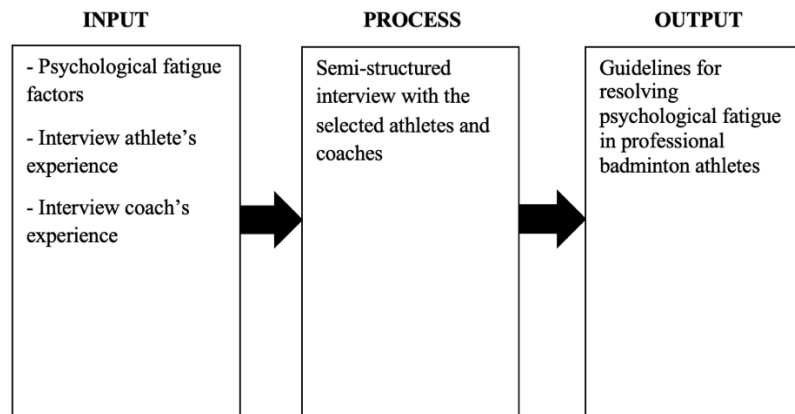 INPUT
PROCESS
OUTPUT
- Psychological fatigue
factors
- Interview athlete’s
experience
- Interview coach’s
experience
Semi-structured
interview with the
selected athletes and
coaches
Guidelines for
resolving
psychological fatigue
in professional
badminton athletes